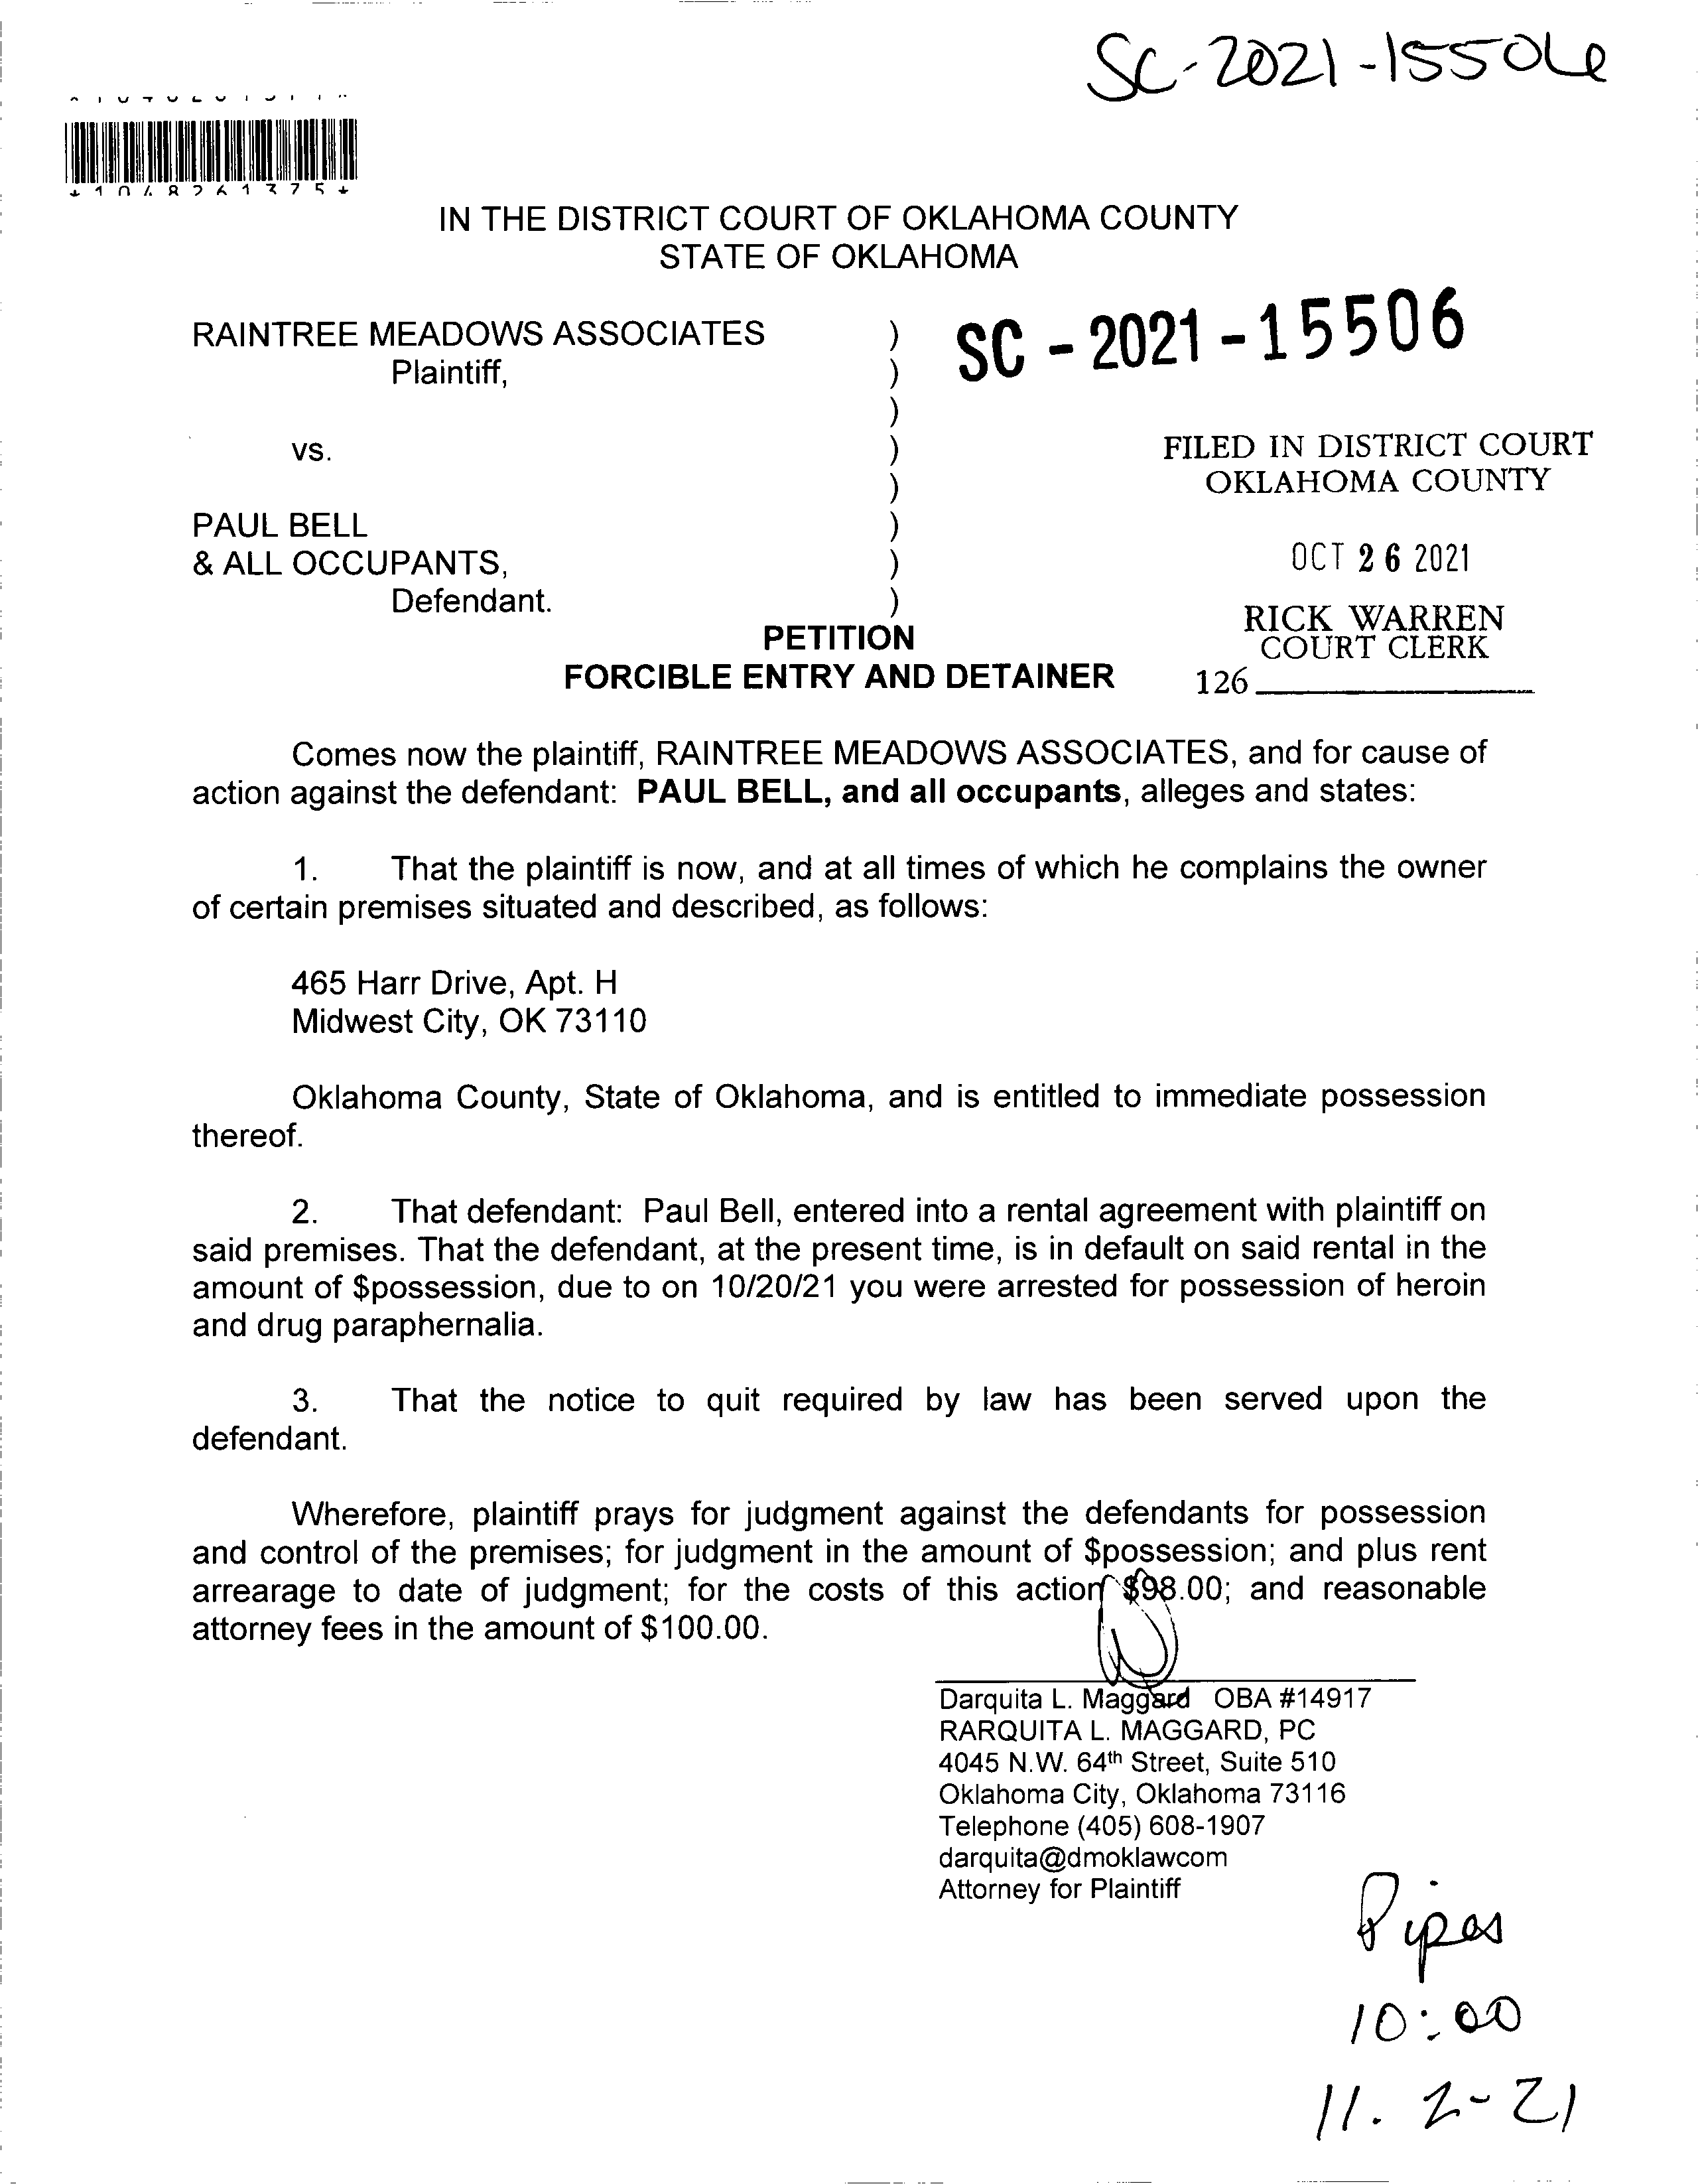 SC-2021-15506
*1048261375*
IN THE DISTRICT COURT OF OKLAHOMA COUNTY
STATE OF OKLAHOMA
RAINTREE MEADOWS ASSOCIATES )
Plaintiff, )
)
vs. )
)
PAUL BELL )
& ALL OCCUPANTS, )
Defendant. )
SC - 2021 - 15506
FILED IN DISTRICT COURT
OKLAHOMA COUNTY
OCT 26 2021
RICK WARREN
COURT CLERK
126
PETITION
FORCIBLE ENTRY AND DETAINER
Comes now the plaintiff, RAINTREE MEADOWS ASSOCIATES, and for cause of
action against the defendant: PAUL BELL, and all occupants, alleges and states:
1. That the plaintiff is now, and at all times of which he complains the owner
of certain premises situated and described, as follows:
465 Harr Drive, Apt. H
Midwest City, OK 73110
Oklahoma County, State of Oklahoma, and is entitled to immediate possession
thereof.
2. That defendant: Paul Bell, entered into a rental agreement with plaintiff on
said premises. That the defendant, at the present time, is in default on said rental in the
amount of $possession, due to on 10/20/21 you were arrested for possession of heroin
and drug paraphernalia.
3. That the notice to quit required by law has been served upon the
defendant.
Wherefore, plaintiff prays for judgment against the defendants for possession
and control of the premises; for judgment in the amount of $possession; and plus rent
arrearage to date of judgment; for the costs of this action $98.00; and reasonable
attorney fees in the amount of $100.00.
Darquita L. Maggard OBA #14917
RARQUITA L. MAGGARD, PC
4045 N.W. 64th Street, Suite 510
Oklahoma City, Oklahoma 73116
Telephone (405) 608-1907
darquita@dmoklawcom
Attorney for Plaintiff
Pipes
10:00
11. 2-21